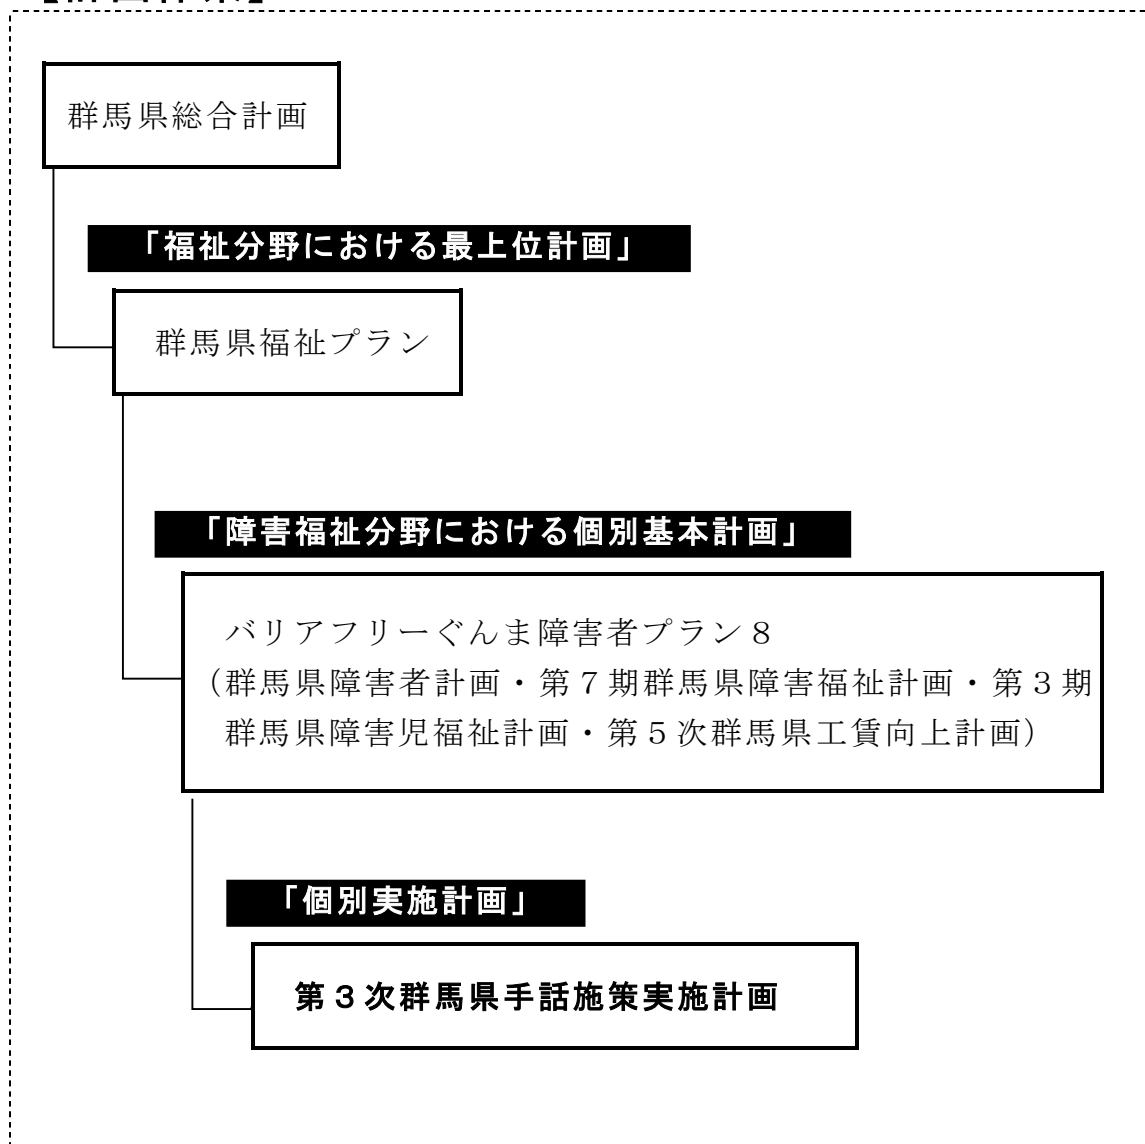 群馬県総合計画
「福祉分野における最上位計画」
群馬県福祉プラン
「障害福祉分野における個別基本計画」
バリアフリーぐんま障害者プラン８
（群馬県障害者計画・第７期群馬県障害福祉計画・第３期
群馬県障害児福祉計画・第５次群馬県工賃向上計画）
「個別実施計画」
第３次群馬県手話施策実施計画